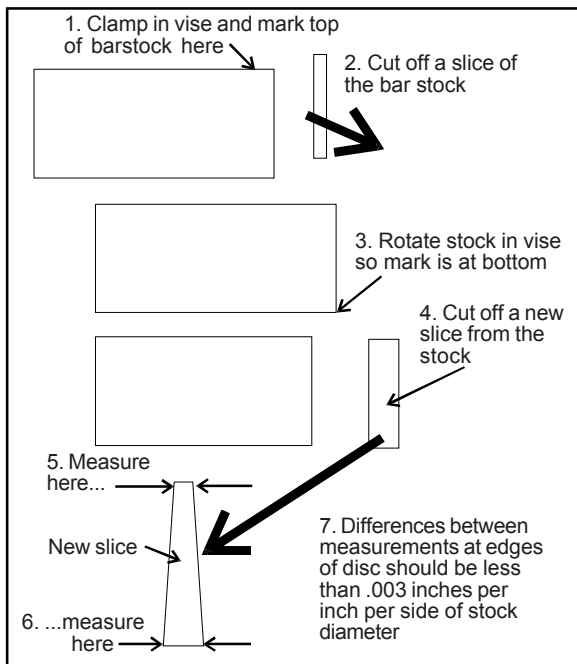 1. Clamp in vise and mark top
of barstock here
2. Cut off a slice of
the bar stock
3. Rotate stock in vise
so mark is at bottom
4. Cut off a new
slice from the
stock
5. Measure
here...
New slice
6. ...measure
here
7. Differences between
measurements at edges
of disc should be less
than .003 inches per
inch per side of stock
diameter